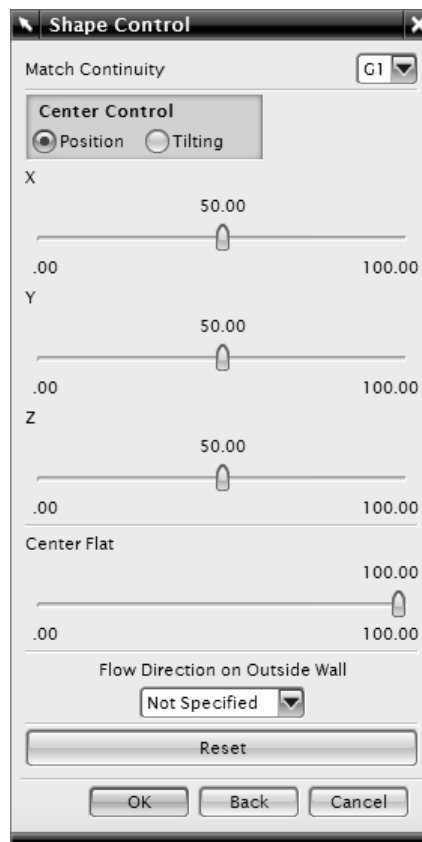 Shape Control
Match Continuity G1
Center Control
Position Tilting
X
50.00
.00 100.00
Y
50.00
.00 100.00
Z
50.00
.00 100.00
Center Flat
100.00
.00 100.00
Flow Direction on Outside Wall
Not Specified
Reset
OK Back Cancel